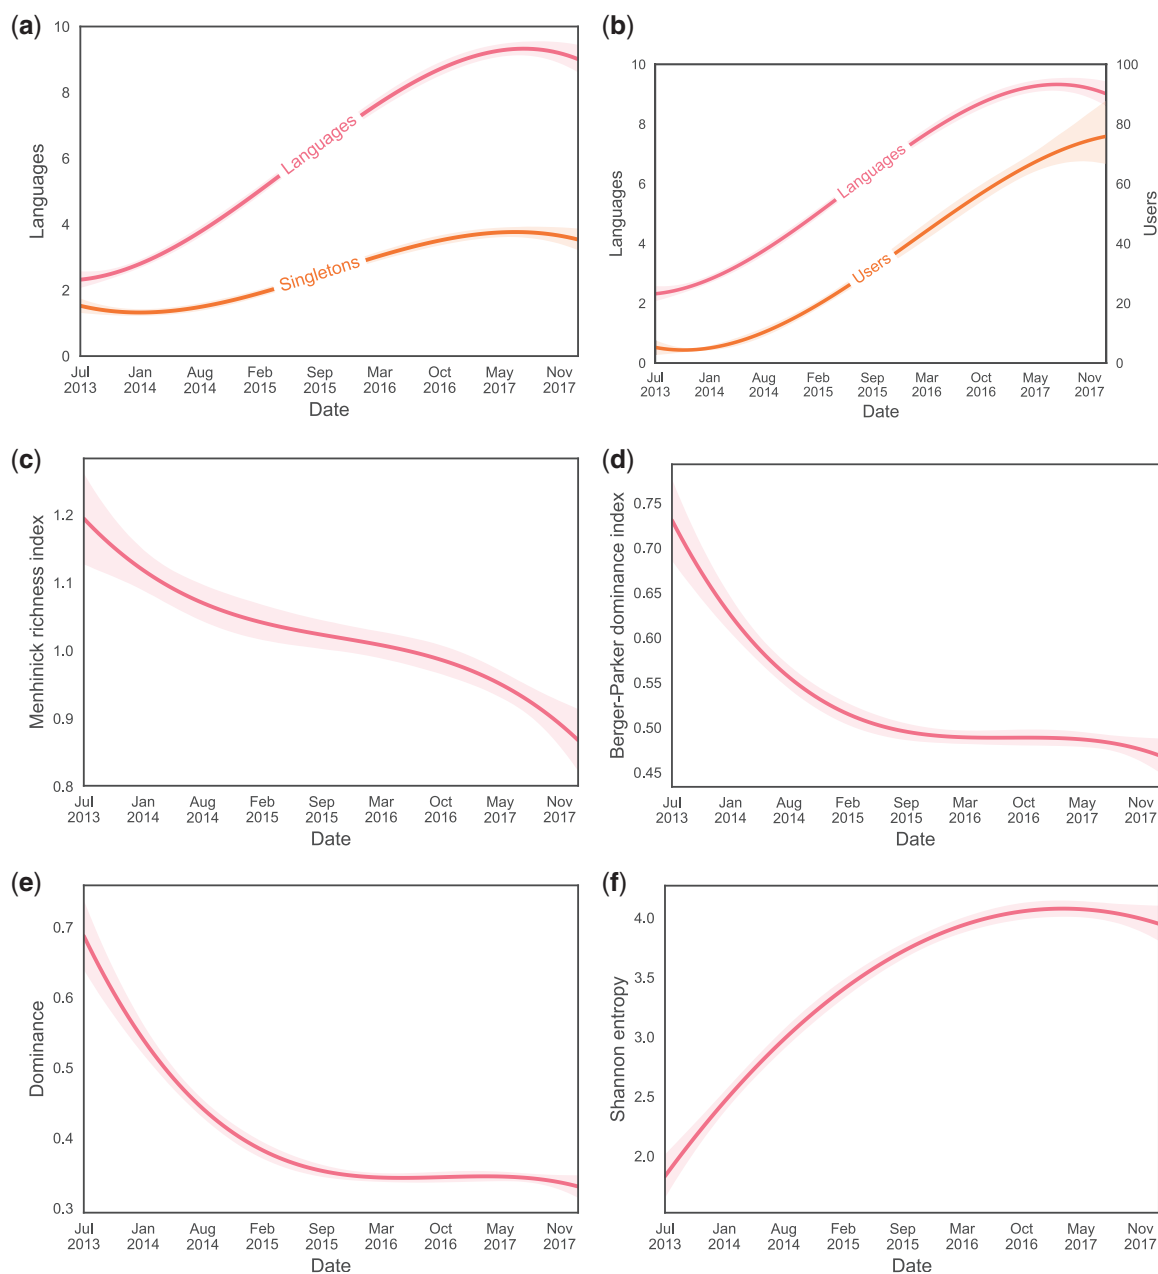 (a)
10
8
6
4
2
0
Languages
Languages
Singletons
Jul Jan Aug Feb Sep Mar Oct May Nov
2013 2014 2014 2015 2015 2016 2016 2017 2017
Date
(b)
10
8
6
4
2
0
Languages
100
80
60
40
20
0
Users
Languages
Users
Jul Jan Aug Feb Sep Mar Oct May Nov
2013 2014 2014 2015 2015 2016 2016 2017 2017
Date
(c)
1.2
1.1
1.0
0.9
0.8
Menhinick richness index
Jul Jan Aug Feb Sep Mar Oct May Nov
2013 2014 2014 2015 2015 2016 2016 2017 2017
Date
(d)
0.75
0.70
0.65
0.60
0.55
0.50
0.45
Berger-Parker dominance index
Jul Jan Aug Feb Sep Mar Oct May Nov
2013 2014 2014 2015 2015 2016 2016 2017 2017
Date
(e)
0.7
0.6
0.5
0.4
0.3
Dominance
Jul Jan Aug Feb Sep Mar Oct May Nov
2013 2014 2014 2015 2015 2016 2016 2017 2017
Date
(f)
4.0
3.5
3.0
2.5
2.0
Shannon entropy
Jul Jan Aug Feb Sep Mar Oct May Nov
2013 2014 2014 2015 2015 2016 2016 2017 2017
Date